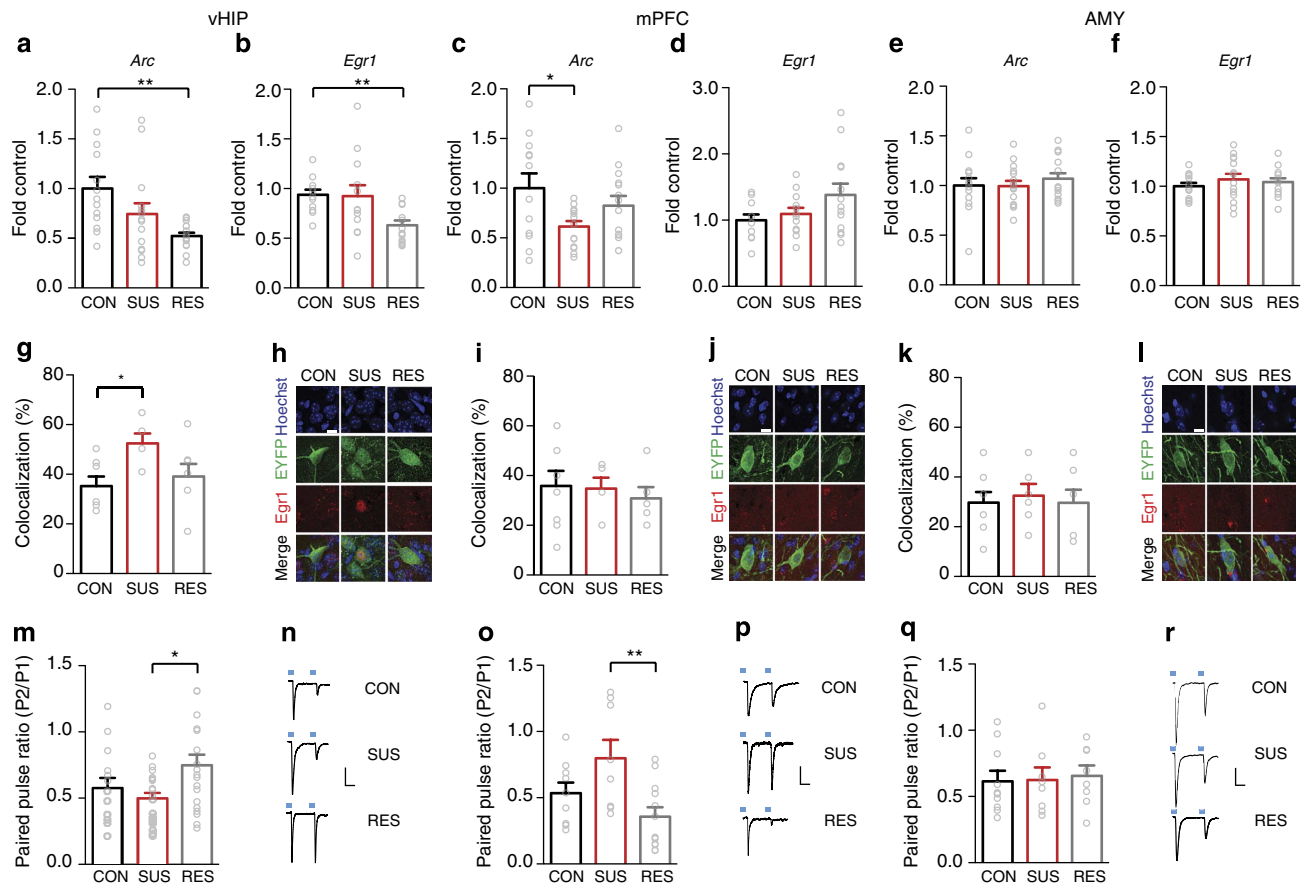 vHIP mPFC AMY
a b c d e f
Arc Egr1 Arc Egr1 Arc Egr1
** ** *
Fold control 2.0 1.5 1.0 0.5 0.0 CON SUS RES
Fold control 2.0 1.5 1.0 0.5 0.0 CON SUS RES
Fold control 2.0 1.5 1.0 0.5 0.0 CON SUS RES
Fold control 3.0 2.0 1.0 0.0 CON SUS RES
Fold control 2.0 1.5 1.0 0.5 0.0 CON SUS RES
Fold control 2.0 1.5 1.0 0.5 0.0 CON SUS RES
g h i j k l
Colocalization (%) 80 60 40 20 0 * CON SUS RES
CON SUS RES
Hoechst
EYFP
Egr1
Merge
Colocalization (%) 80 60 40 20 0 CON SUS RES
CON SUS RES
Hoechst
EYFP
Egr1
Merge
Colocalization (%) 80 60 40 20 0 CON SUS RES
CON SUS RES
Hoechst
EYFP
Egr1
Merge
m n o p q r
Paired pulse ratio (P2/P1) 1.5 1.0 0.5 0.0 * CON SUS RES
CON
SUS
RES
Paired pulse ratio (P2/P1) 1.5 1.0 0.5 0.0 ** CON SUS RES
CON
SUS
RES
Paired pulse ratio (P2/P1) 1.5 1.0 0.5 0.0 CON SUS RES
CON
SUS
RES